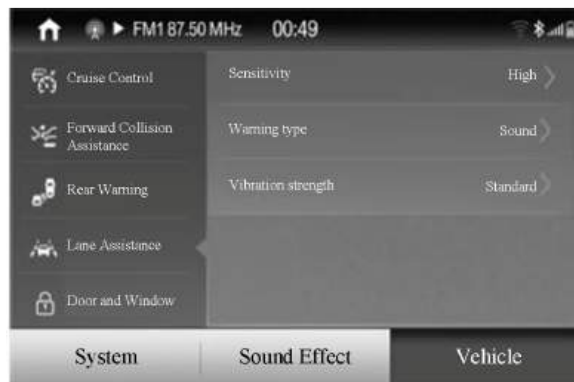 FM1 87.50 MHz 00:49
Cruise Control
Forward Collision
Assistance
Rear Warning
Lane Assistance
Door and Window
Sensitivity High
Warning type Sound
Vibration strength Standard
System Sound Effect Vehicle